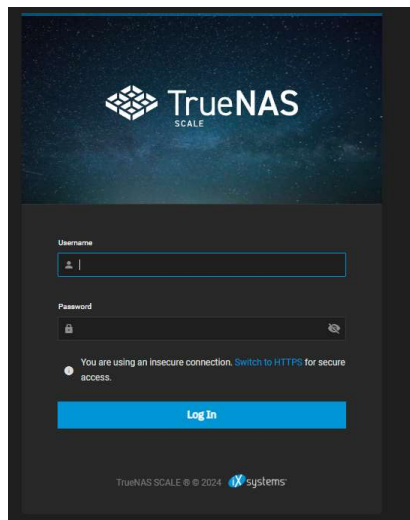 TrueNAS
SCALE
Username
Password
You are using an insecure connection. Switch to HTTPS for secure
access.
Log In
TrueNAS SCALE ® © 2024 iX systems